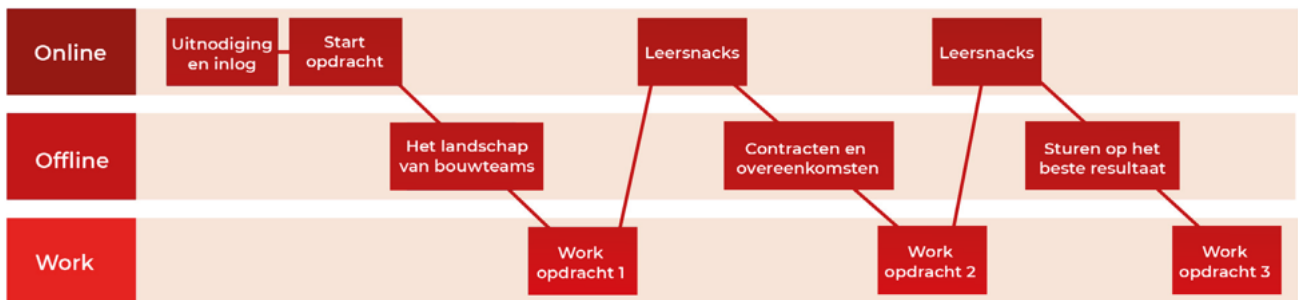 Online
Uitnodiging
en inlog
Start
opdracht
Leersnacks
Leersnacks
Offline
Het landschap
van bouwteams
Contracten en
overeenkomsten
Sturen op het
beste resultaat
Work
Work
opdracht 1
Work
opdracht 2
Work
opdracht 3